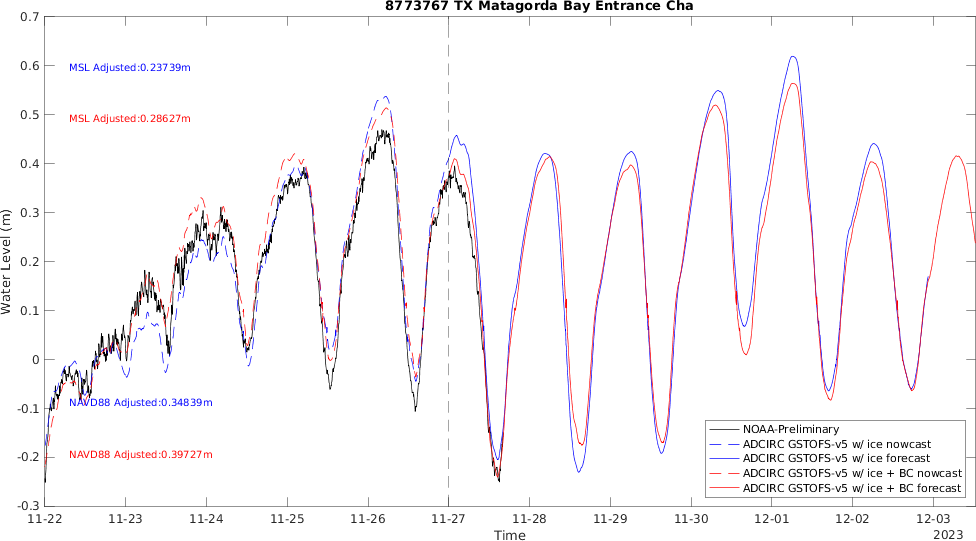 8773767 TX Matagorda Bay Entrance Cha
0.7
0.6
0.5
0.4
0.3
0.2
0.1
0
-0.1
-0.2
-0.3
Water Level (m)
MSL Adjusted:0.23739m
MSL Adjusted:0.28627m
NAVD88 Adjusted:0.34839m
NAVD88 Adjusted:0.39727m
NOAA-Preliminary
ADCIRC GSTOFS-v5 w/ ice nowcast
ADCIRC GSTOFS-v5 w/ ice forecast
ADCIRC GSTOFS-v5 w/ ice + BC nowcast
ADCIRC GSTOFS-v5 w/ ice + BC forecast
11-22 11-23 11-24 11-25 11-26 11-27 11-28 11-29 11-30 12-01 12-02 12-03
Time
2023